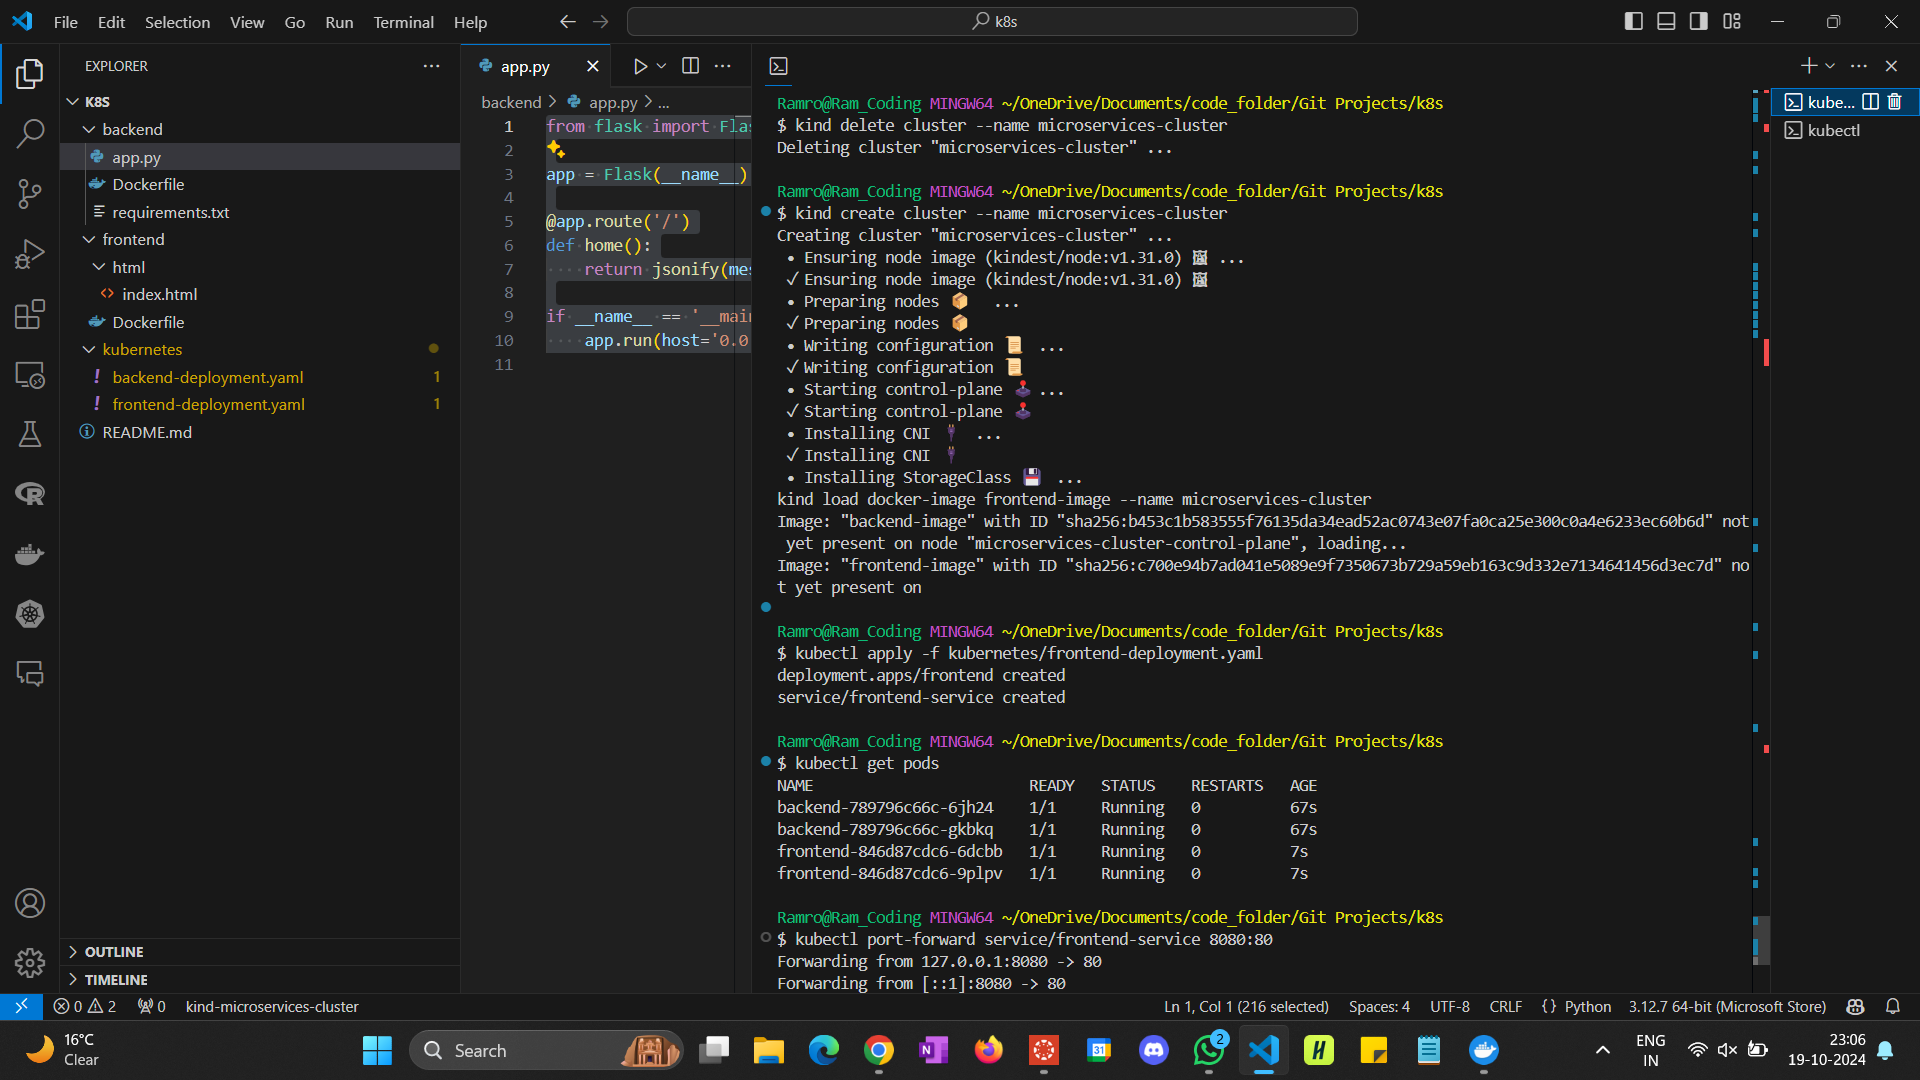 File Edit Selection View Go Run Terminal Help
k8s
EXPLORER
K8S
backend
app.py
Dockerfile
requirements.txt
frontend
html
index.html
Dockerfile
kubernetes
backend-deployment.yaml 1
frontend-deployment.yaml 1
README.md
OUTLINE
TIMELINE
app.py
backend > app.py > ...
1 from flask import Flas
2
3 app = Flask(__name__)
4
5 @app.route('/')
6 def home():
7 return jsonify(mes
8
9 if __name__ == '__main
10 app.run(host='0.0
11
Ramro@Ram_Coding MINGW64 ~/OneDrive/Documents/code_folder/Git Projects/k8s
$ kind delete cluster --name microservices-cluster
Deleting cluster "microservices-cluster" ...
Ramro@Ram_Coding MINGW64 ~/OneDrive/Documents/code_folder/Git Projects/k8s
$ kind create cluster --name microservices-cluster
Creating cluster "microservices-cluster" ...
• Ensuring node image (kindest/node:v1.31.0) 🖼 ...
✓ Ensuring node image (kindest/node:v1.31.0) 🖼
• Preparing nodes 📦 ...
✓ Preparing nodes 📦
• Writing configuration 📜 ...
✓ Writing configuration 📜
• Starting control-plane 🕹 ...
✓ Starting control-plane 🕹
• Installing CNI 🔌 ...
✓ Installing CNI 🔌
• Installing StorageClass 💾 ...
kind load docker-image frontend-image --name microservices-cluster
Image: "backend-image" with ID "sha256:b453c1b583555f76135da34ead52ac0743e07fa0ca25e300c0a4e6233ec60b6d" not
yet present on node "microservices-cluster-control-plane", loading...
Image: "frontend-image" with ID "sha256:c700e94b7ad041e5089e9f7350673b729a59eb163c9d332e7134641456d3ec7d" no
t yet present on
Ramro@Ram_Coding MINGW64 ~/OneDrive/Documents/code_folder/Git Projects/k8s
$ kubectl apply -f kubernetes/frontend-deployment.yaml
deployment.apps/frontend created
service/frontend-service created
Ramro@Ram_Coding MINGW64 ~/OneDrive/Documents/code_folder/Git Projects/k8s
$ kubectl get pods
NAME READY STATUS RESTARTS AGE
backend-789796c66c-6jh24 1/1 Running 0 67s
backend-789796c66c-gkbkq 1/1 Running 0 67s
frontend-846d87cdc6-6dcbb 1/1 Running 0 7s
frontend-846d87cdc6-9plpv 1/1 Running 0 7s
Ramro@Ram_Coding MINGW64 ~/OneDrive/Documents/code_folder/Git Projects/k8s
$ kubectl port-forward service/frontend-service 8080:80
Forwarding from 127.0.0.1:8080 -> 80
Forwarding from [::1]:8080 -> 80
kube...
kubectl
0 2 0 kind-microservices-cluster
Ln 1, Col 1 (216 selected) Spaces: 4 UTF-8 CRLF {} Python 3.12.7 64-bit (Microsoft Store)
16°C
Clear
Search
2
ENG
IN
23:06
19-10-2024